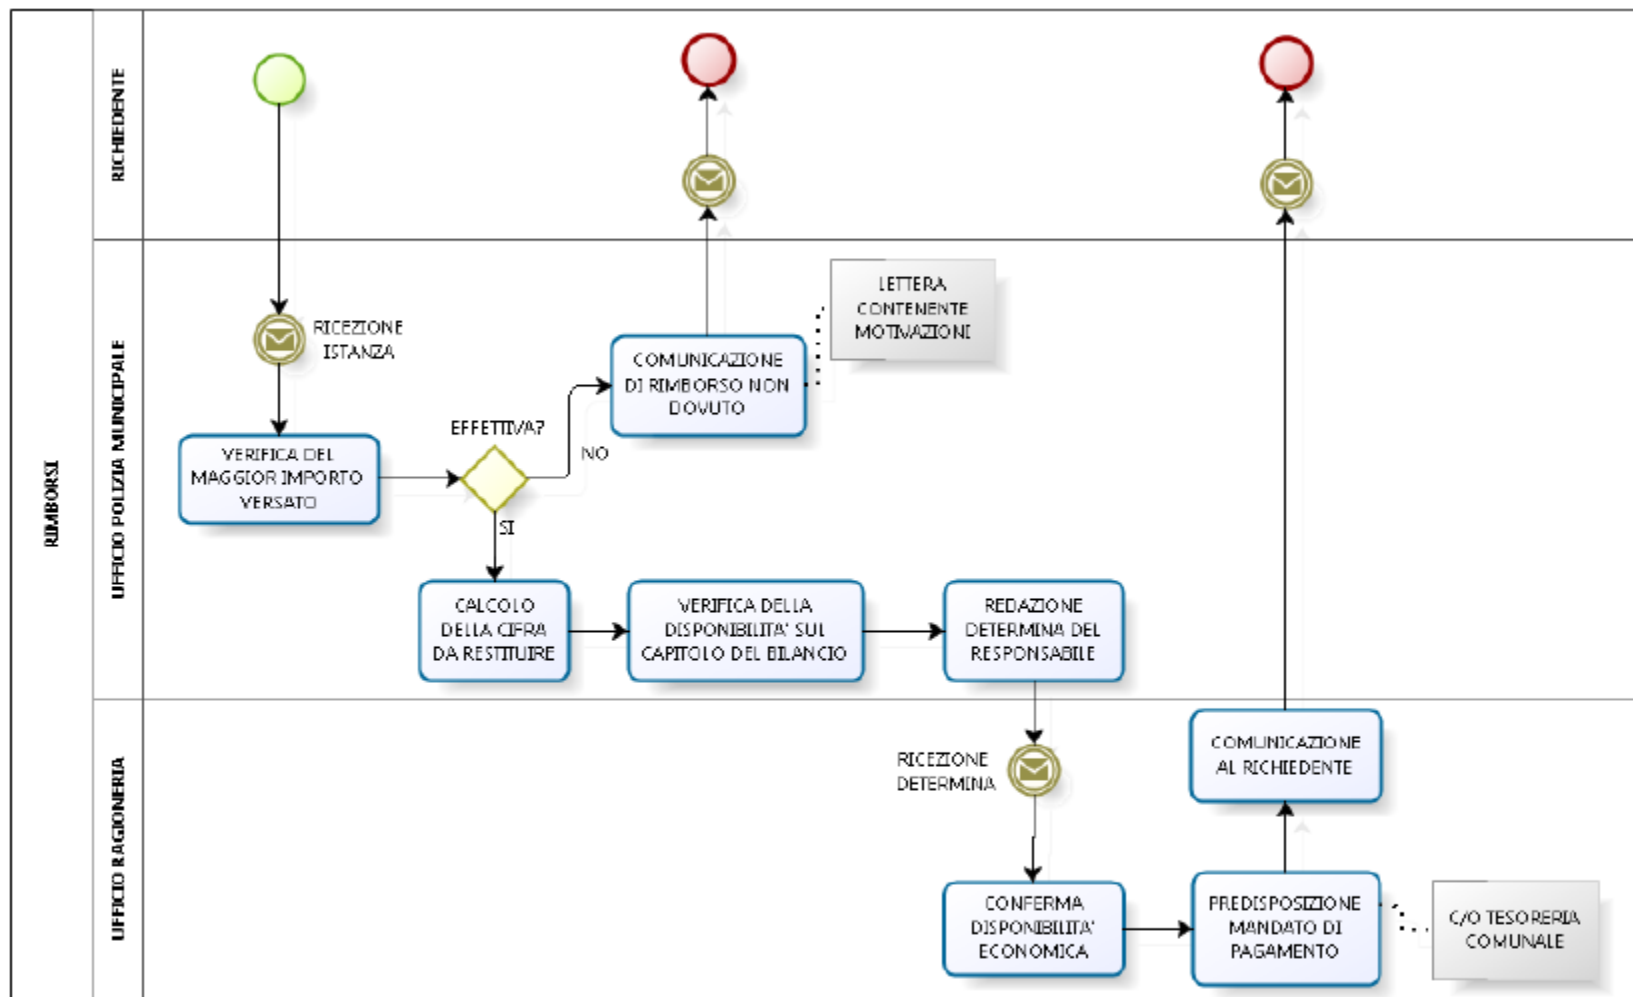 RIMBORSI
RICHIEDENTE
UFFICIO POLIZIA MUNICIPALE
RICEZIONE
ISTANZA
VERIFICA DEL
MAGGIOR IMPORTO
VERSATO
EFFETTIVA?
NO
SI
COMUNICAZIONE
DI RIMBORSO NON
DOVUTO
LETTERA
CONTENENTE
MOTIVAZIONI
CALCOLO
DELLA CIFRA
DA RESTITUIRE
VERIFICA DELLA
DISPONIBILITA' SUL
CAPITOLO DEL BILANCIO
REDAZIONE
DETERMINA DEL
RESPONSABILE
UFFICIO RAGIONERIA
RICEZIONE
DETERMINA
CONFERMA
DISPONIBILITA'
ECONOMICA
PREDISPOSIZIONE
MANDATO DI
PAGAMENTO
COMUNICAZIONE
AL RICHIEDENTE
C/O TESORERIA
COMUNALE